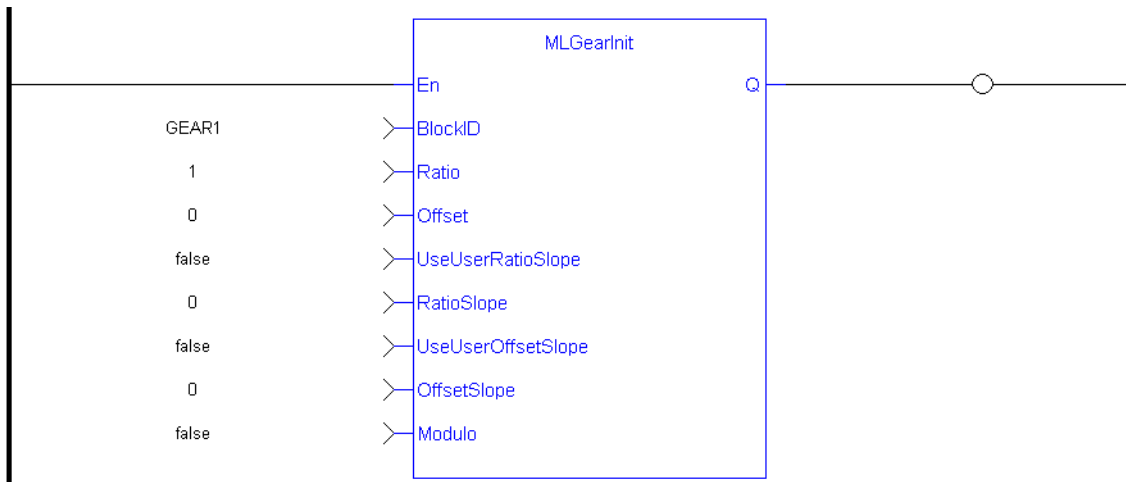 MLGearInit
En Q
GEAR1 BlockID
1 Ratio
0 Offset
false UseUserRatioSlope
0 RatioSlope
false UseUserOffsetSlope
0 OffsetSlope
false Modulo